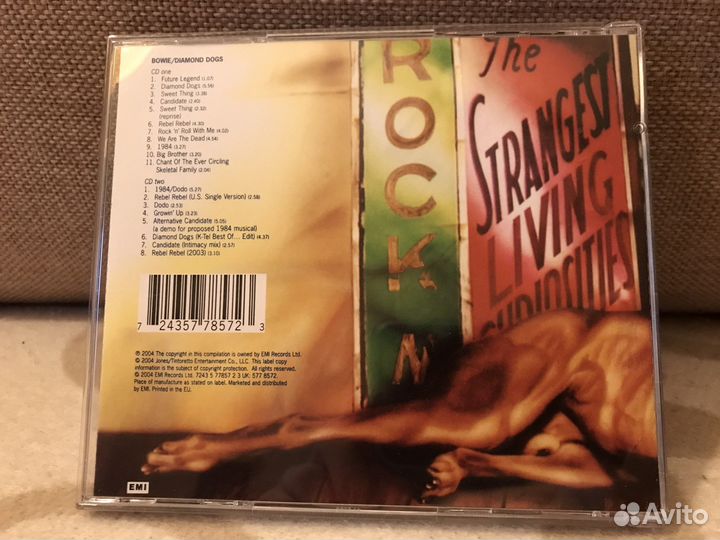 BOWIE/DIAMOND DOGS
CD one
1. Future Legend (1.07)
2. Diamond Dogs (5.56)
3. Sweet Thing (3.38)
4. Candidate (2.40)
5. Sweet Thing (2.32)
(reprise)
6. Rebel Rebel (4.30)
7. Rock 'n' Roll With Me (4.02)
8. We Are The Dead (4.54)
9. 1984 (3.27)
10. Big Brother (3.20)
11. Chant Of The Ever Circling
Skeletal Family (2.04)
CD two
1. 1984/Dodo (5.27)
2. Rebel Rebel (U.S. Single Version) (2.58)
3. Dodo (2.53)
4. Growin' Up (3.23)
5. Alternative Candidate (5.05)
(a demo for proposed 1984 musical)
6. Diamond Dogs (K-Tel Best Of... Edit) (4.37)
7. Candidate (Intimacy mix) (2.57)
8. Rebel Rebel (2003) (3.10)
7 24357 78572 3
℗ 2004 The copyright in this compilation is owned by EMI Records Ltd.
© 2004 Jones/Tintoretto Entertainment Co., LLC. This label copy
information is the subject of copyright protection. All rights reserved.
© 2004 EMI Records Ltd. 7243 5 77857 2 3 UK: 577 8572.
Place of manufacture as stated on label. Marketed and distributed
by EMI. Printed in the EU.
EMI
ROCK N
The
STRANGEST
LIVING
CURIOSITIES
Avito